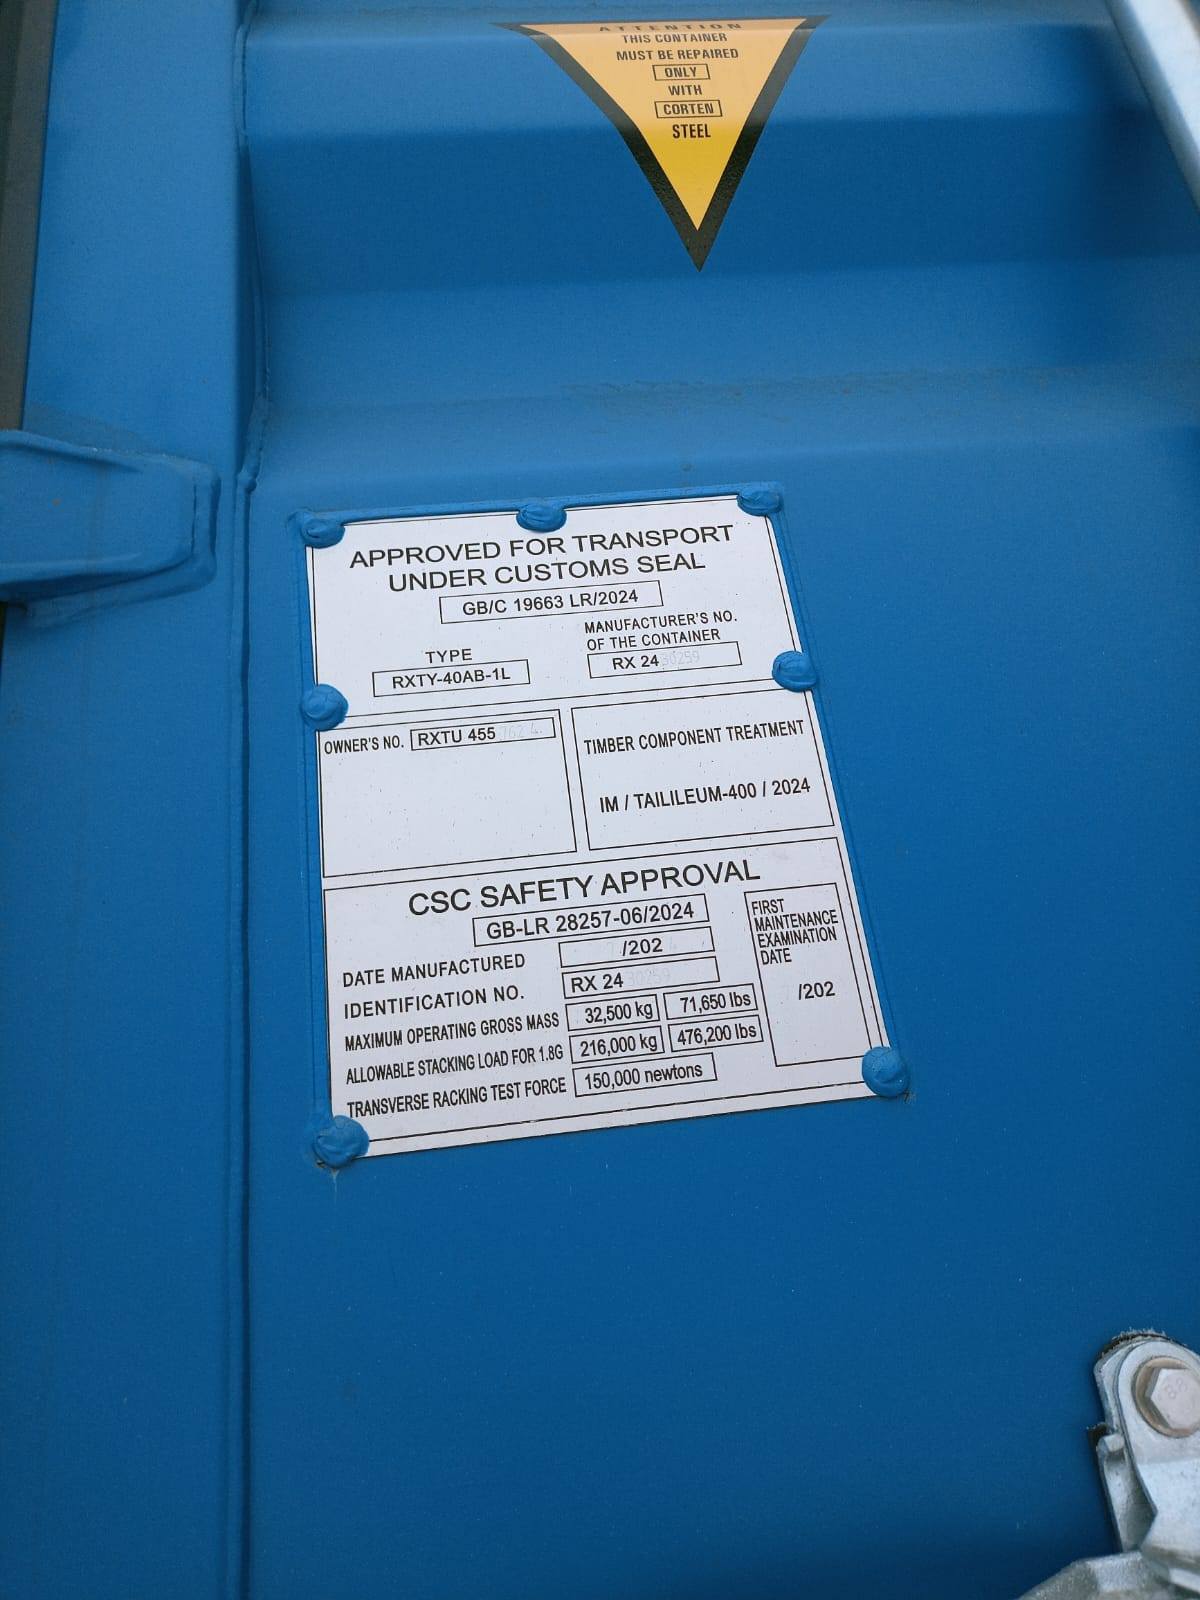 ATTENTION
THIS CONTAINER
MUST BE REPAIRED
ONLY
WITH
CORTEN
STEEL
APPROVED FOR TRANSPORT
UNDER CUSTOMS SEAL
GB/C 19663 LR/2024
TYPE
RXTY-40AB-1L
MANUFACTURER'S NO.
OF THE CONTAINER
RX 24 30259
OWNER'S NO. RXTU 455
TIMBER COMPONENT TREATMENT
IM / TAILILEUM-400 / 2024
CSC SAFETY APPROVAL
GB-LR 28257-06/2024
DATE MANUFACTURED /202
IDENTIFICATION NO. RX 24 30259
MAXIMUM OPERATING GROSS MASS 32,500 kg 71,650 lbs
ALLOWABLE STACKING LOAD FOR 1.8G 216,000 kg 476,200 lbs
TRANSVERSE RACKING TEST FORCE 150,000 newtons
FIRST
MAINTENANCE
EXAMINATION
DATE
/202